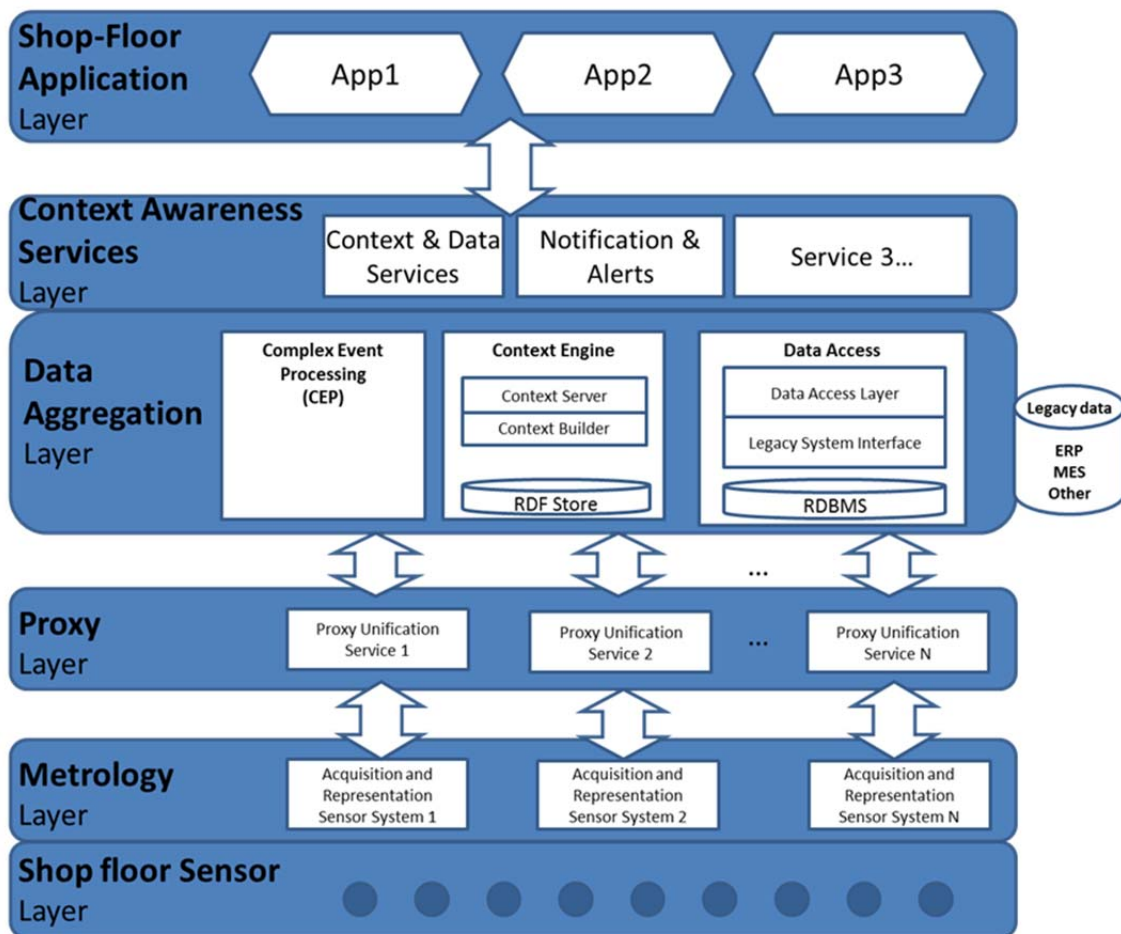 Shop-Floor
Application
Layer
App1
App2
App3
Context Awareness
Services
Layer
Context & Data
Services
Notification &
Alerts
Service 3...
Data
Aggregation
Layer
Complex Event
Processing
(CEP)
Context Engine
Context Server
Context Builder
RDF Store
Data Access
Data Access Layer
Legacy System Interface
RDBMS
Legacy data
ERP
MES
Other
...
Proxy
Layer
Proxy Unification
Service 1
Proxy Unification
Service 2
...
Proxy Unification
Service N
Metrology
Layer
Acquisition and
Representation
Sensor System 1
Acquisition and
Representation
Sensor System 2
Acquisition and
Representation
Sensor System N
Shop floor Sensor
Layer